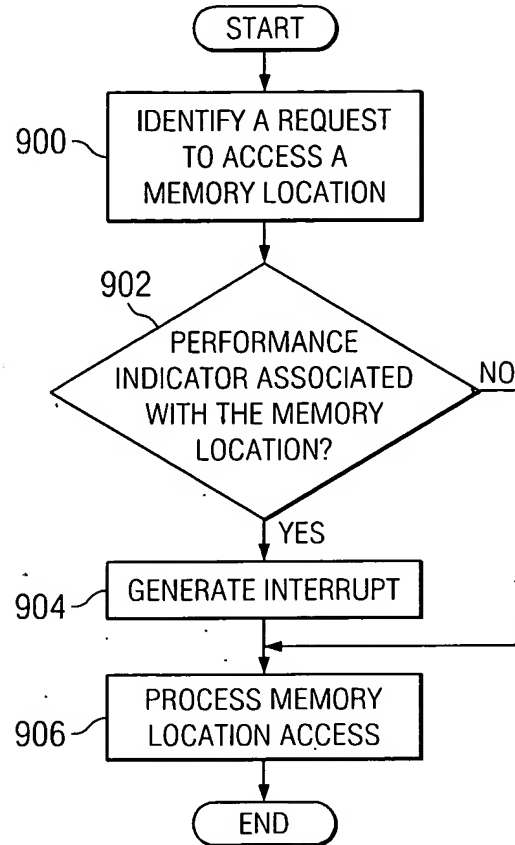 START
900
IDENTIFY A REQUEST
TO ACCESS A
MEMORY LOCATION
902
PERFORMANCE
INDICATOR ASSOCIATED
WITH THE MEMORY
LOCATION?
NO
YES
904
GENERATE INTERRUPT
906
PROCESS MEMORY
LOCATION ACCESS
END